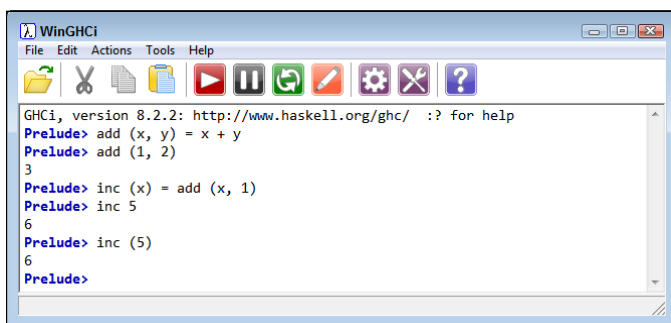 λ WinGHCi
File Edit Actions Tools Help
?
GHCi, version 8.2.2: http://www.haskell.org/ghc/  :? for help
Prelude> add (x, y) = x + y
Prelude> add (1, 2)
3
Prelude> inc (x) = add (x, 1)
Prelude> inc 5
6
Prelude> inc (5)
6
Prelude>